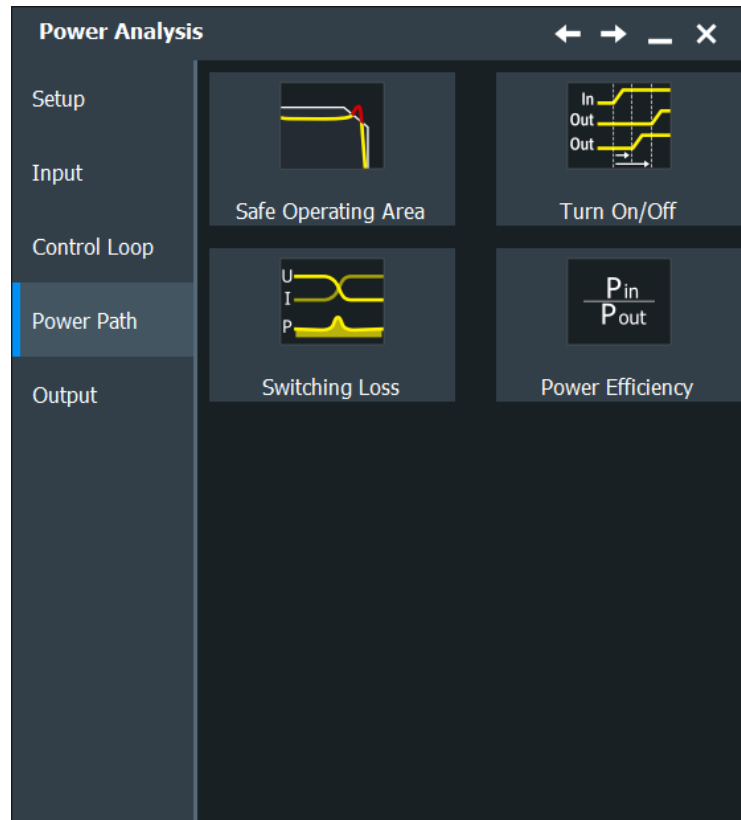 Power Analysis
Setup
Input
Control Loop
Power Path
Output
In
Out
Out
Safe Operating Area
Turn On/Off
U
I
P
Pin
Pout
Switching Loss
Power Efficiency